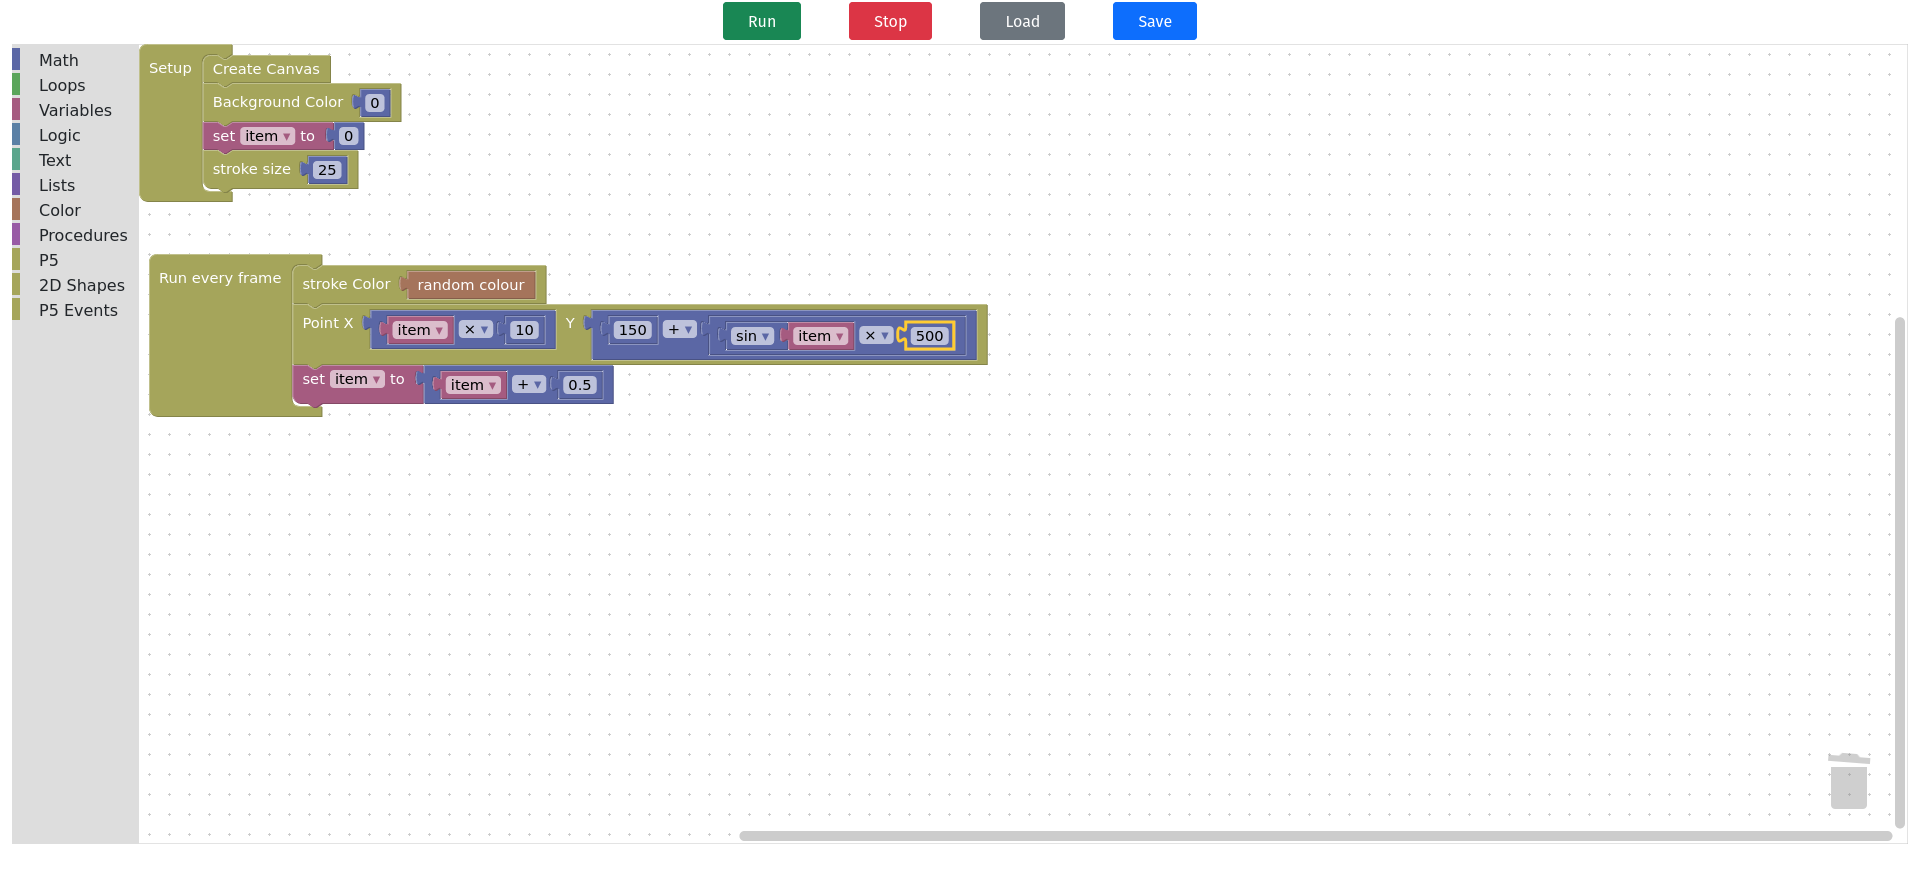 Run Stop Load Save
Math
Loops
Variables
Logic
Text
Lists
Color
Procedures
P5
2D Shapes
P5 Events
Setup Create Canvas
Background Color 0
set item to 0
stroke size 25
Run every frame stroke Color random colour
Point X item × 10 Y 150 + sin item × 500
set item to item + 0.5